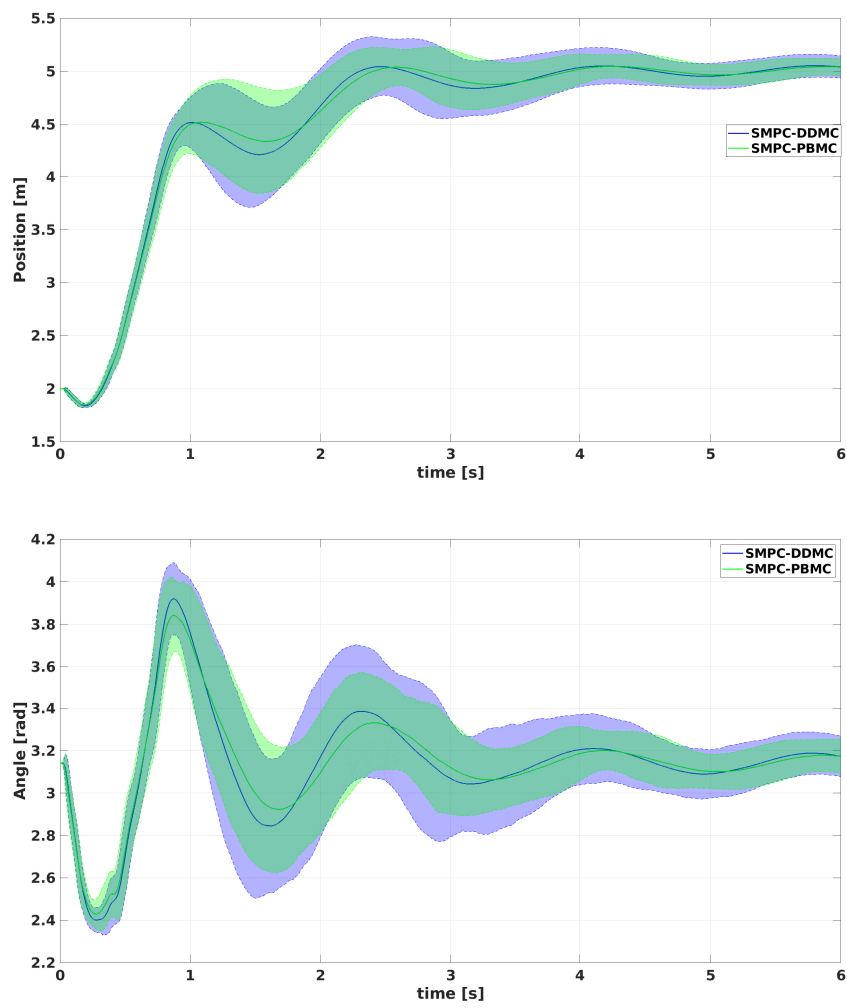 5.5
5
4.5
4
3.5
3
2.5
2
1.5
Position [m]
SMPC-DDMC
SMPC-PBMC
0 1 2 3 4 5 6
time [s]
4.2
4
3.8
3.6
3.4
3.2
3
2.8
2.6
2.4
2.2
Angle [rad]
SMPC-DDMC
SMPC-PBMC
0 1 2 3 4 5 6
time [s]